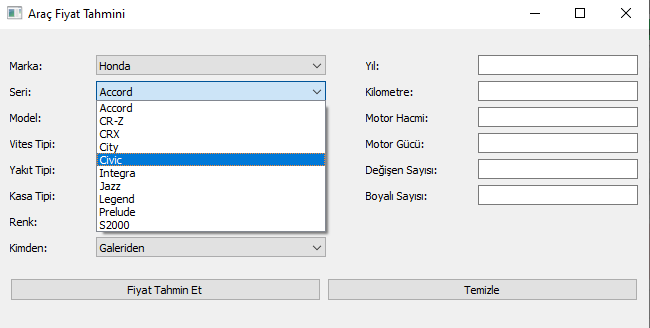 Araç Fiyat Tahmini
Marka: Honda Yıl:
Seri: Accord Kilometre:
Accord
Model: CR-Z Motor Hacmi:
CRX
Vites Tipi: City Motor Gücü:
Civic
Yakıt Tipi: Integra Değişen Sayısı:
Jazz
Kasa Tipi: Legend Boyalı Sayısı:
Prelude
Renk: S2000
Kimden: Galeriden
Fiyat Tahmin Et Temizle